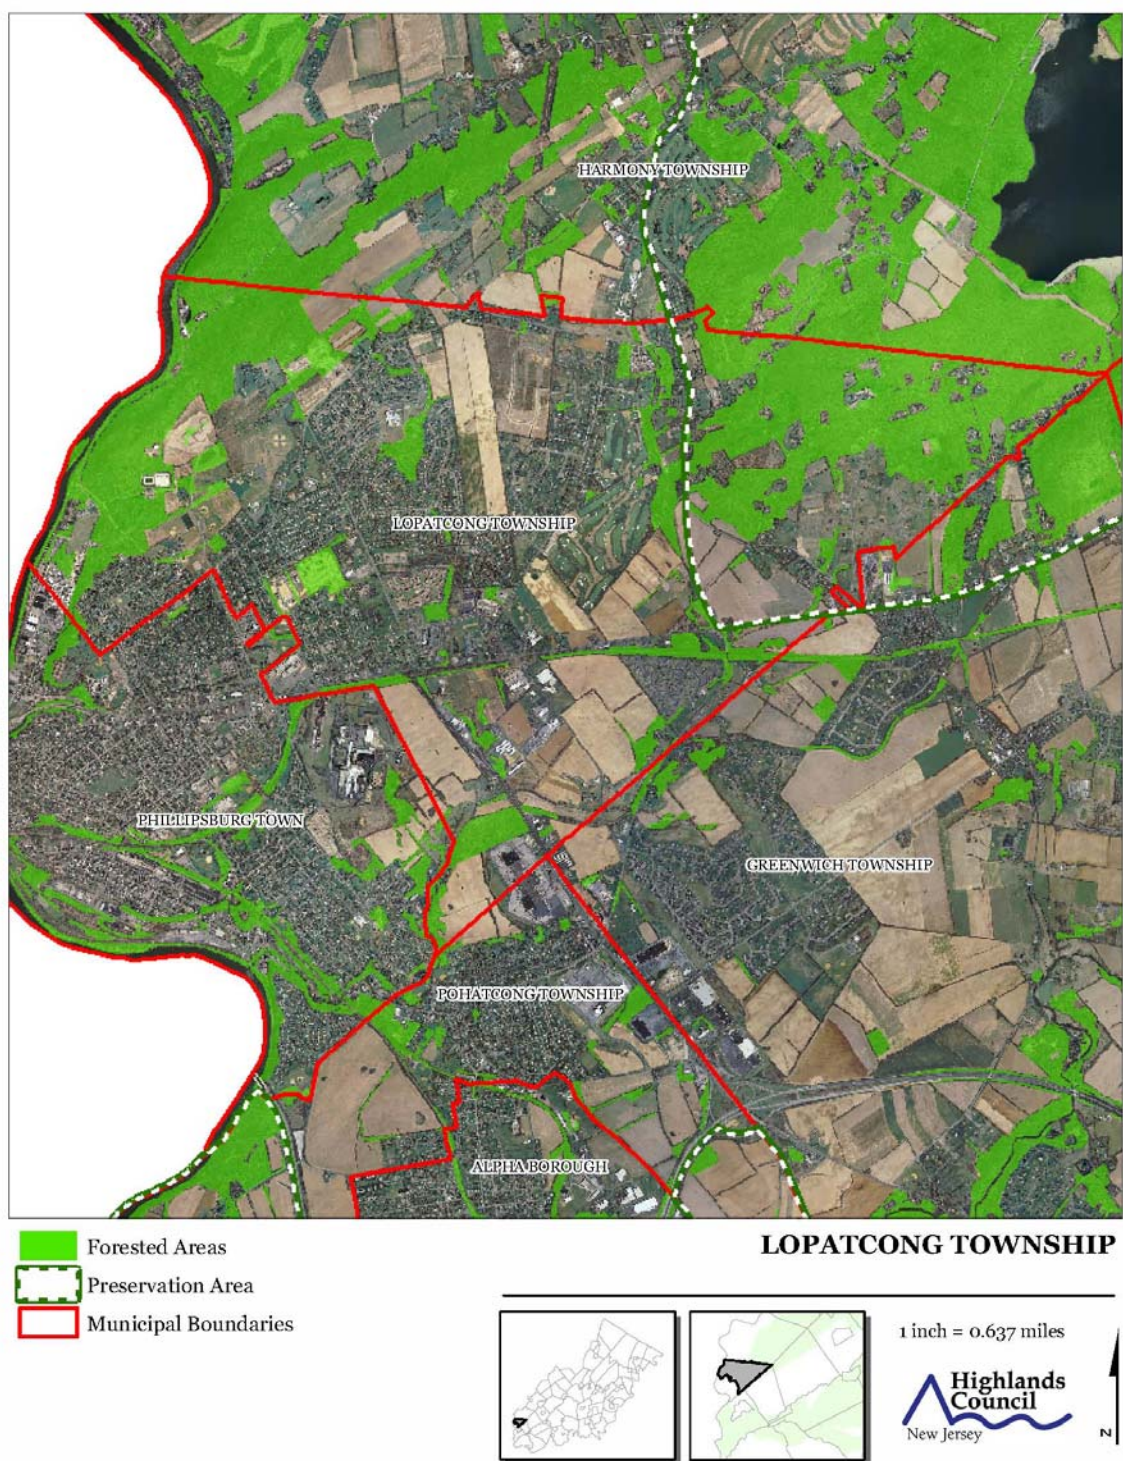 HARMONY TOWNSHIP
LOPATCONG TOWNSHIP
PHILLIPSBURG TOWN
GREENWICH TOWNSHIP
POHATCONG TOWNSHIP
ALPHA BOROUGH
Forested Areas
Preservation Area
Municipal Boundaries
LOPATCONG TOWNSHIP
1 inch = 0.637 miles
Highlands
Council
New Jersey
N